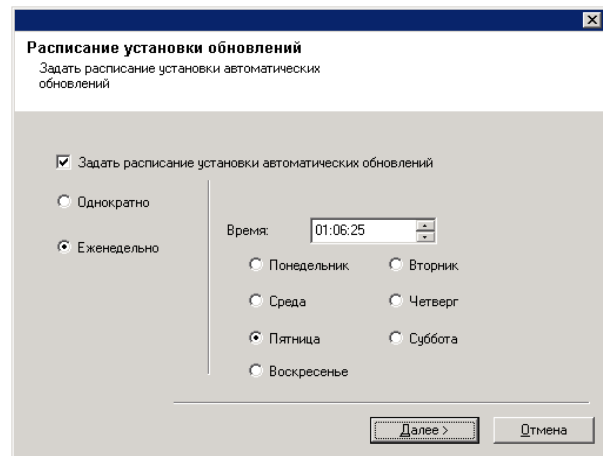 Расписание установки обновлений
Задать расписание установки автоматических
обновлений
Задать расписание установки автоматических обновлений
Однократно
Еженедельно
Время: 01:06:25
Понедельник Вторник
Среда Четверг
Пятница Суббота
Воскресенье
Далее > Отмена